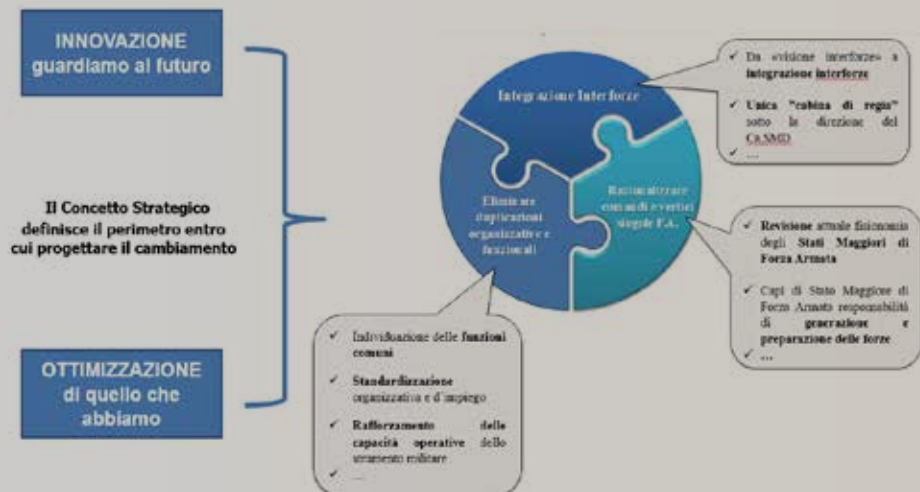 INNOVAZIONE
guardiamo al futuro
Il Concetto Strategico
definisce il perimetro entro
cui progettare il cambiamento
OTTIMIZZAZIONE
di quello che
abbiamo
Integrazione Interforze
Eliminare
duplicazioni
organizzative e
funzionali
Razionalizzare
comandi e vertici
singole F.A.
✓ Da «visione interforze» a
integrazione interforze
✓ Unica "cabina di regia"
sotto la direzione del
Ca.SMD
✓ ...
✓ Revisione attuale fisionomia
degli Stati Maggiori di
Forza Armata
✓ Capi di Stato Maggiore di
Forza Armata responsabilità
di generazione e
preparazione delle forze
✓ ...
✓ Individuazione delle funzioni
comuni
✓ Standardizzazione
organizzativa e d'impiego
✓ Rafforzamento delle
capacità operative dello
strumento militare
✓ ...